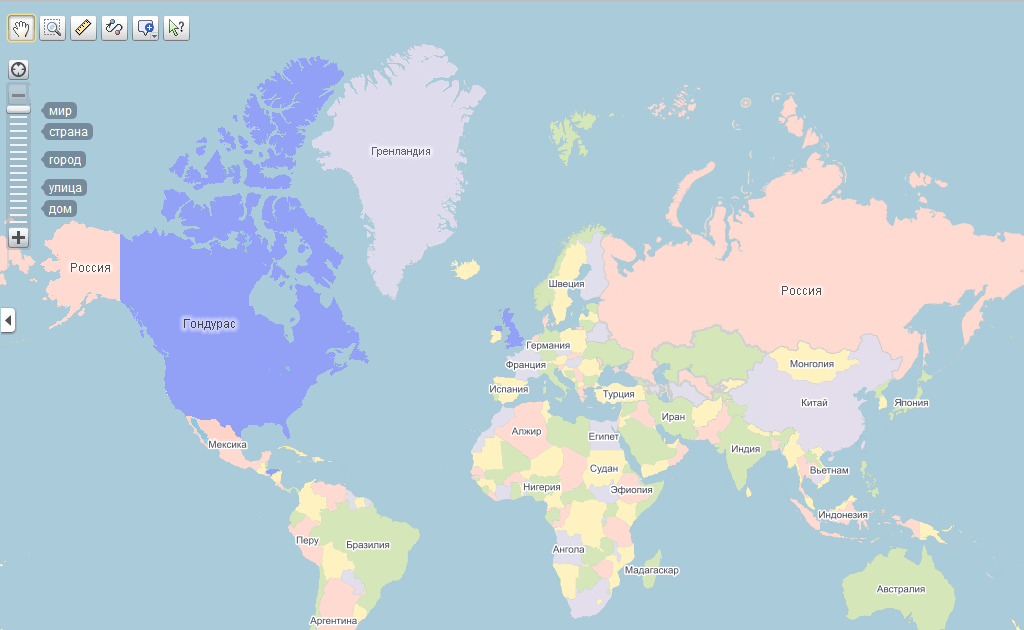 мир
страна
город
улица
дом
Гренландия
Россия
Гондурас
Швеция
Россия
Германия
Франция
Монголия
Испания
Турция
Китай
Япония
Иран
Алжир
Египет
Мексика
Индия
Судан
Вьетнам
Нигерия
Эфиопия
Индонезия
Перу
Бразилия
Ангола
Мадагаскар
Австралия
Аргентина